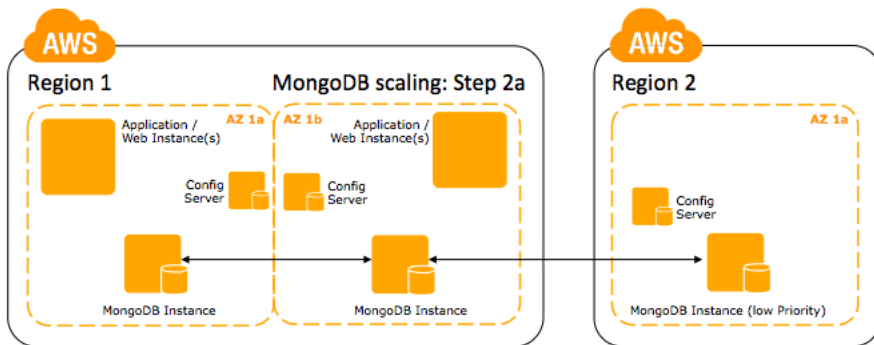 AWS
AWS
Region 1
MongoDB scaling: Step 2a
Region 2
Application /
Web Instance(s)
AZ 1a
AZ 1b
Application /
Web Instance(s)
AZ 1a
Config
Server
Config
Server
Config
Server
MongoDB Instance
MongoDB Instance
MongoDB Instance (low Priority)